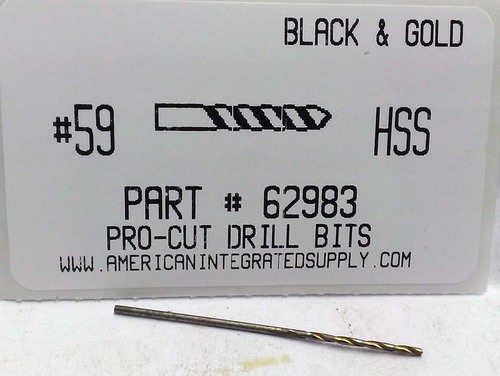 BLACK & GOLD
#59 HSS
PART # 62983
PRO-CUT DRILL BITS
WWW.AMERICANINTEGRATEDSUPPLY.COM